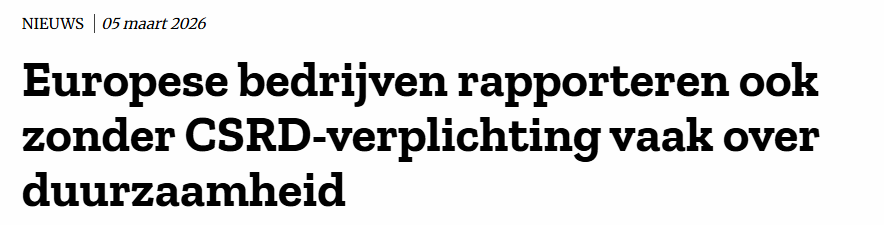 NIEUWS | 05 maart 2026
Europese bedrijven rapporteren ook
zonder CSRD-verplichting vaak over
duurzaamheid